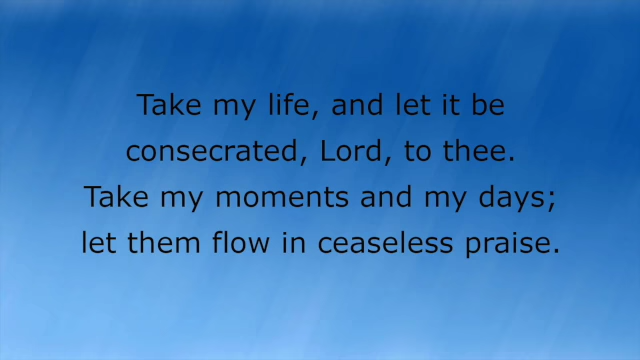 Take my life, and let it be
consecrated, Lord, to thee.
Take my moments and my days;
let them flow in ceaseless praise.